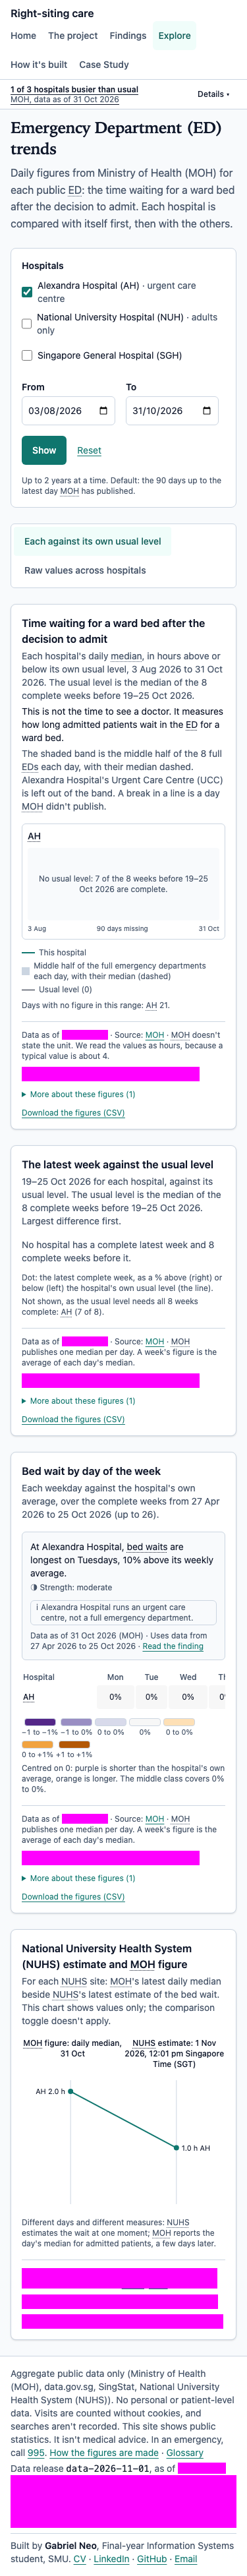 Right-siting care
Home The project Findings Explore
How it's built Case Study
1 of 3 hospitals busier than usual
MOH, data as of 31 Oct 2026
Details
Emergency Department (ED)
trends
Daily figures from Ministry of Health (MOH) for
each public ED: the time waiting for a ward bed
after the decision to admit. Each hospital is
compared with itself first, then with the others.
Hospitals
Alexandra Hospital (AH) · urgent care
centre
National University Hospital (NUH) · adults
only
Singapore General Hospital (SGH)
From To
03/08/2026 31/10/2026
Show Reset
Up to 2 years at a time. Default: the 90 days up to the
latest day MOH has published.
Each against its own usual level
Raw values across hospitals
Time waiting for a ward bed after the
decision to admit
Each hospital's daily median, in hours above or
below its own usual level, 3 Aug 2026 to 31 Oct
2026. The usual level is the median of the 8
complete weeks before 19–25 Oct 2026.
This is not the time to see a doctor. It measures
how long admitted patients wait in the ED for a
ward bed.
The shaded band is the middle half of the 8 full
EDs each day, with their median dashed.
Alexandra Hospital's Urgent Care Centre (UCC)
is left out of the band. A break in a line is a day
MOH didn't publish.
AH
No usual level: 7 of the 8 weeks before 19–25
Oct 2026 are complete.
3 Aug 90 days missing 31 Oct
This hospital
Middle half of the full emergency departments
each day, with their median (dashed)
Usual level (0)
Days with no figure in this range: AH 21.
Data as of · Source: MOH · MOH doesn't
state the unit. We read the values as hours, because a
typical value is about 4.
More about these figures (1)
Download the figures (CSV)
The latest week against the usual level
19–25 Oct 2026 for each hospital, against its
usual level. The usual level is the median of the 8
complete weeks before 19–25 Oct 2026.
Largest difference first.
No hospital has a complete latest week and 8
complete weeks before it.
Dot: the latest complete week, as a % above (right) or
below (left) the hospital's own usual level (the line).
Not shown, as the usual level needs all 8 weeks
complete: AH (7 of 8).
Data as of · Source: MOH · MOH
publishes one median per day. A week's figure is the
average of each day's median.
More about these figures (1)
Download the figures (CSV)
Bed wait by day of the week
Each weekday against the hospital's own
average, over the complete weeks from 27 Apr
2026 to 25 Oct 2026 (up to 26).
At Alexandra Hospital, bed waits are
longest on Tuesdays, 10% above its weekly
average.
Strength: moderate
i Alexandra Hospital runs an urgent care
centre, not a full emergency department.
Data as of 31 Oct 2026 (MOH) · Uses data from
27 Apr 2026 to 25 Oct 2026 · Read the finding
Hospital Mon Tue Wed
AH 0% 0% 0%
−1 to −1% −1 to 0% 0 to 0% 0% 0 to 0%
0 to +1% +1 to +1%
Centred on 0: purple is shorter than the hospital's own
average, orange is longer. The middle class covers 0%
to 0%.
Data as of · Source: MOH · MOH
publishes one median per day. A week's figure is the
average of each day's median.
More about these figures (1)
Download the figures (CSV)
National University Health System
(NUHS) estimate and MOH figure
For each NUHS site: MOH's latest daily median
beside NUHS's latest estimate of the bed wait.
This chart shows values only; the comparison
toggle doesn't apply.
MOH figure: daily median,
31 Oct
NUHS estimate: 1 Nov
2026, 12:01 pm Singapore
Time (SGT)
AH 2.0 h
1.0 h AH
Different days and different measures: NUHS
estimates the wait at one moment; MOH reports the
day's median for admitted patients, a few days later.
Aggregate public data only (Ministry of Health
(MOH), data.gov.sg, SingStat, National University
Health System (NUHS)). No personal or patient-level
data. Visits are counted without cookies, and
searches aren't recorded. This site shows public
statistics. It isn't medical advice. In an emergency,
call 995. How the figures are made · Glossary
Data release data-2026-11-01, as of
Built by Gabriel Neo, Final-year Information Systems
student, SMU. CV · LinkedIn · GitHub · Email